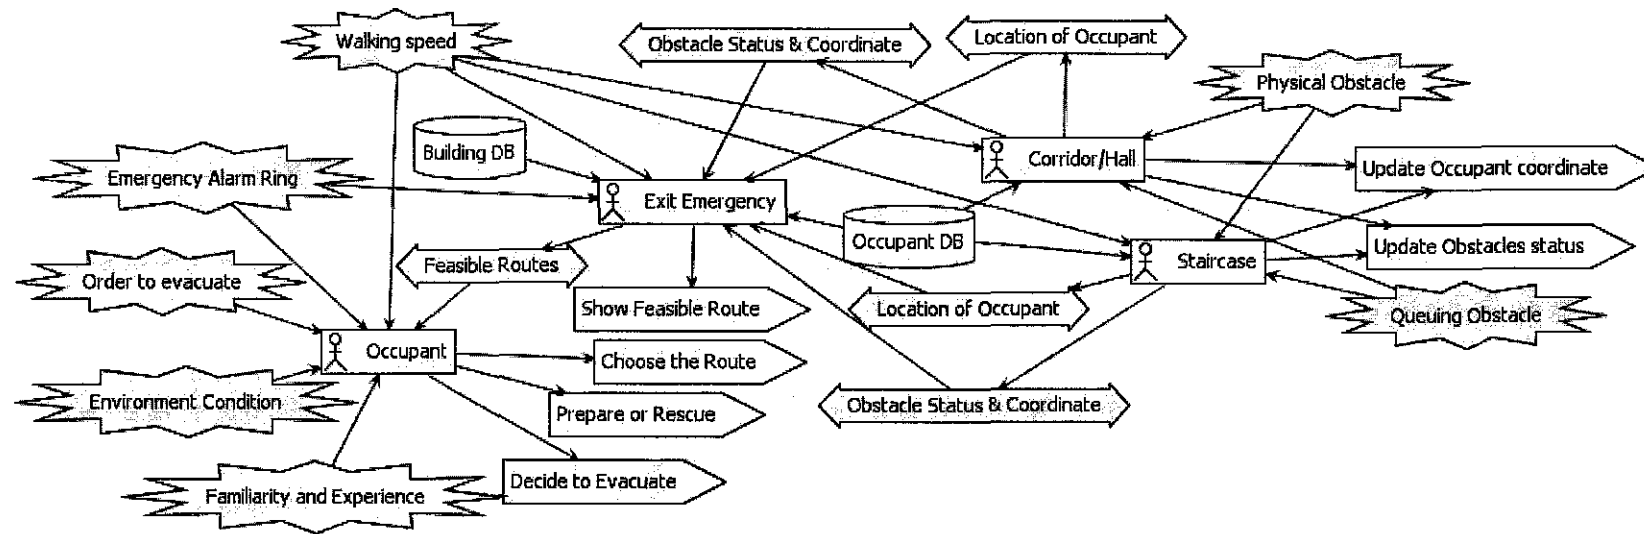 Walking speed
Obstacle Status & Coordinate
Location of Occupant
Physical Obstacle
Building DB
Corridor/Hall
Update Occupant coordinate
Emergency Alarm Ring
Exit Emergency
Occupant DB
Update Obstacles status
Feasible Routes
Staircase
Order to evacuate
Show Feasible Route
Location of Occupant
Queuing Obstacle
Occupant
Choose the Route
Environment Condition
Prepare or Rescue
Obstacle Status & Coordinate
Decide to Evacuate
Familiarity and Experience